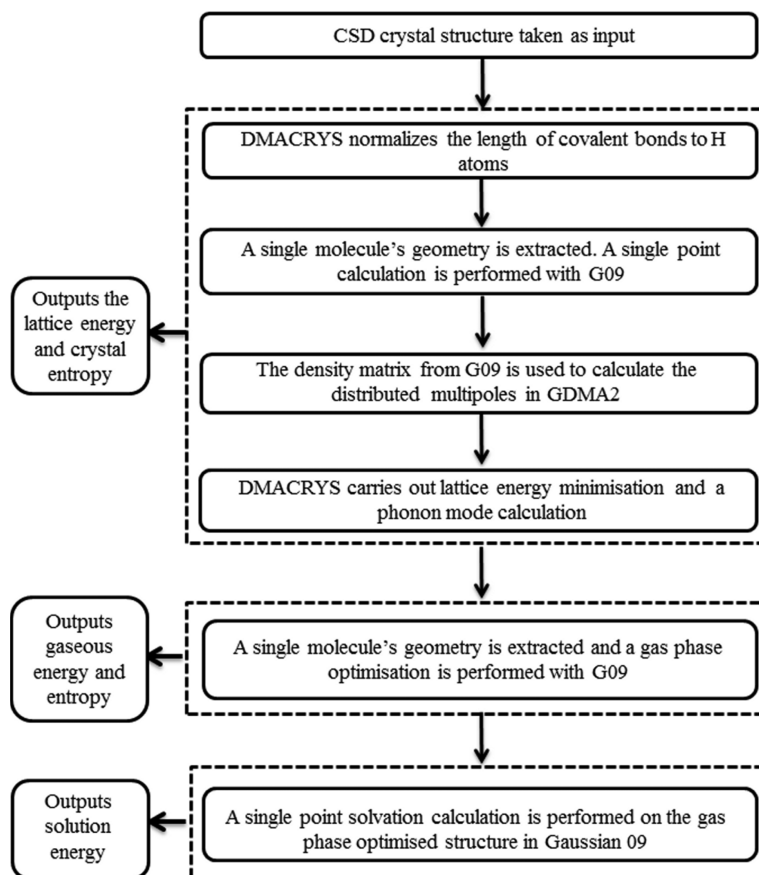 CSD crystal structure taken as input
DMACRYS normalizes the length of covalent bonds to H
atoms
A single molecule's geometry is extracted. A single point
calculation is performed with G09
Outputs the
lattice energy
and crystal
entropy
The density matrix from G09 is used to calculate the
distributed multipoles in GDMA2
DMACRYS carries out lattice energy minimisation and a
phonon mode calculation
Outputs
gaseous
energy and
entropy
A single molecule's geometry is extracted and a gas phase
optimisation is performed with G09
Outputs
solution
energy
A single point solvation calculation is performed on the gas
phase optimised structure in Gaussian 09